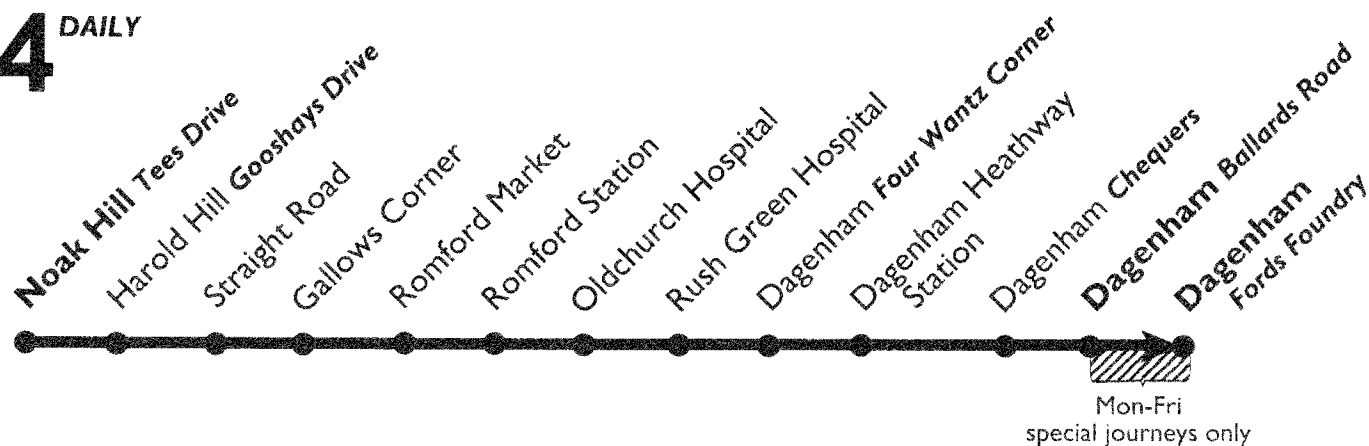 4 DAILY
Noak Hill Tees Drive
Harold Hill Gooshays Drive
Straight Road
Gallows Corner
Romford Market
Romford Station
Oldchurch Hospital
Rush Green Hospital
Dagenham Four Wantz Corner
Dagenham Heathway
Station
Dagenham Chequers
Dagenham Ballards Road
Dagenham
Fords Foundry
Mon-Fri
special journeys only